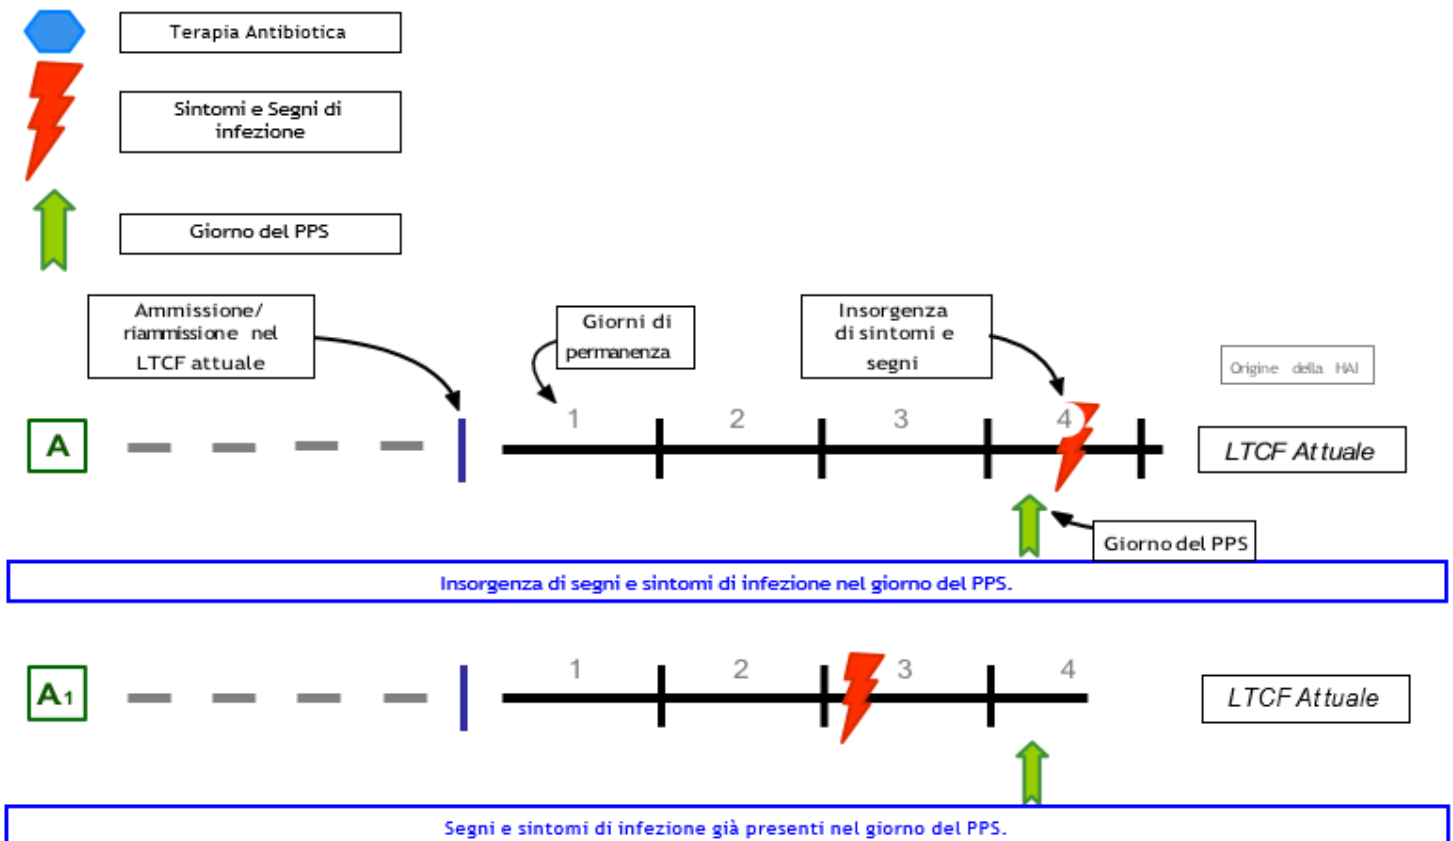 Terapia Antibiotica
Sintomi e Segni di
infezione
Giorno del PPS
Ammissione/
riammissione nel
LTCF attuale
Giorni di
permanenza
Insorgenza
di sintomi e
segni
Origine della HAI
A
1
2
3
4
LTCF Attuale
Giorno del PPS
Insorgenza di segni e sintomi di infezione nel giorno del PPS.
A1
1
2
3
4
LTCF Attuale
Segni e sintomi di infezione già presenti nel giorno del PPS.